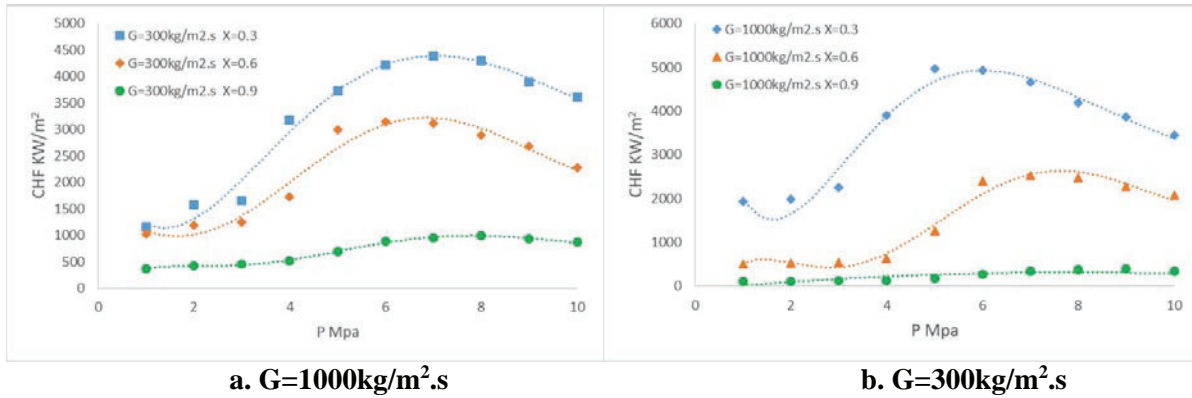 5000
4500
4000
3500
3000
2500
2000
1500
1000
500
0
CHF KW/m²
G=300kg/m2.s X=0.3
G=300kg/m2.s X=0.6
G=300kg/m2.s X=0.9
0 2 4 6 8 10
P Mpa
6000
5000
4000
3000
2000
1000
0
CHF KW/m²
G=1000kg/m2.s X=0.3
G=1000kg/m2.s X=0.6
G=1000kg/m2.s X=0.9
0 2 4 6 8 10
P Mpa
a. G=1000kg/m².s
b. G=300kg/m².s